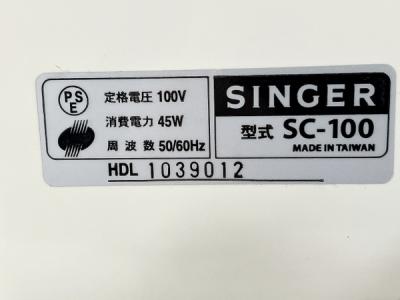 PSE
定格電圧 100V
消費電力 45W
周波数 50/60Hz
SINGER
型式 SC-100
MADE IN TAIWAN
HDL 1039012